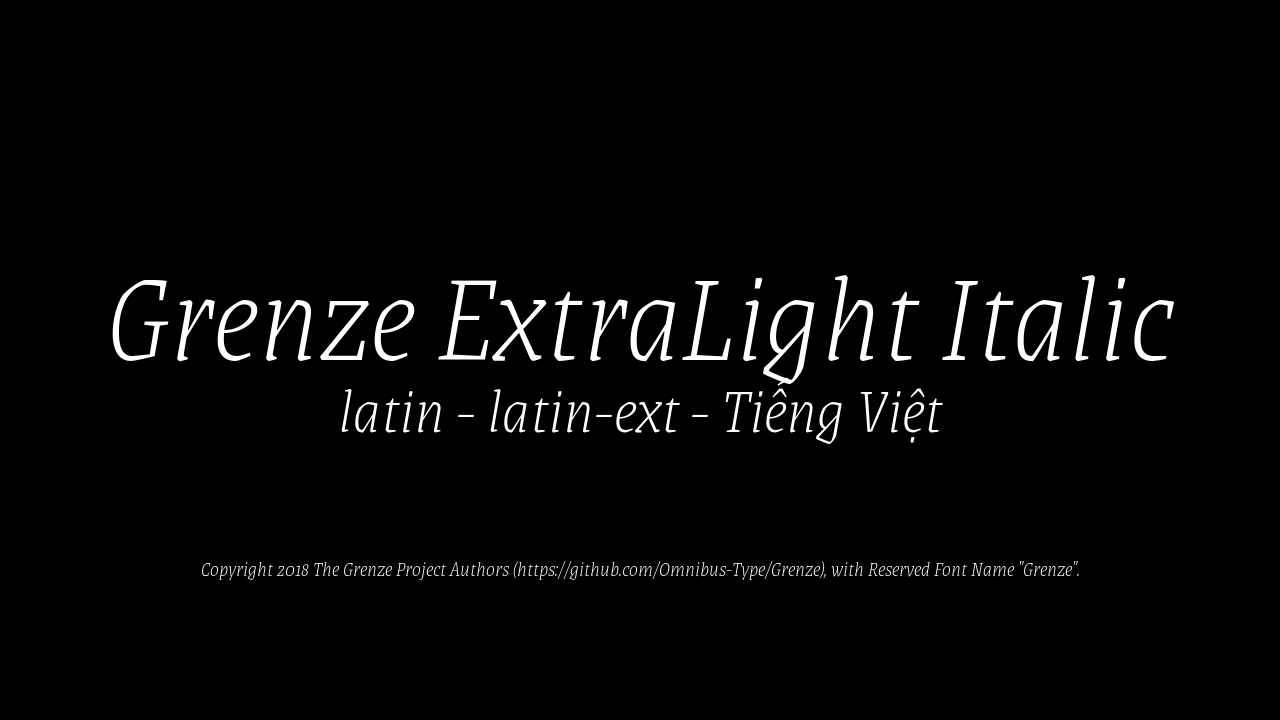 Grenze ExtraLight Italic
latin - latin-ext - Tiếng Việt
Copyright 2018 The Grenze Project Authors (https://github.com/Omnibus-Type/Grenze), with Reserved Font Name "Grenze".